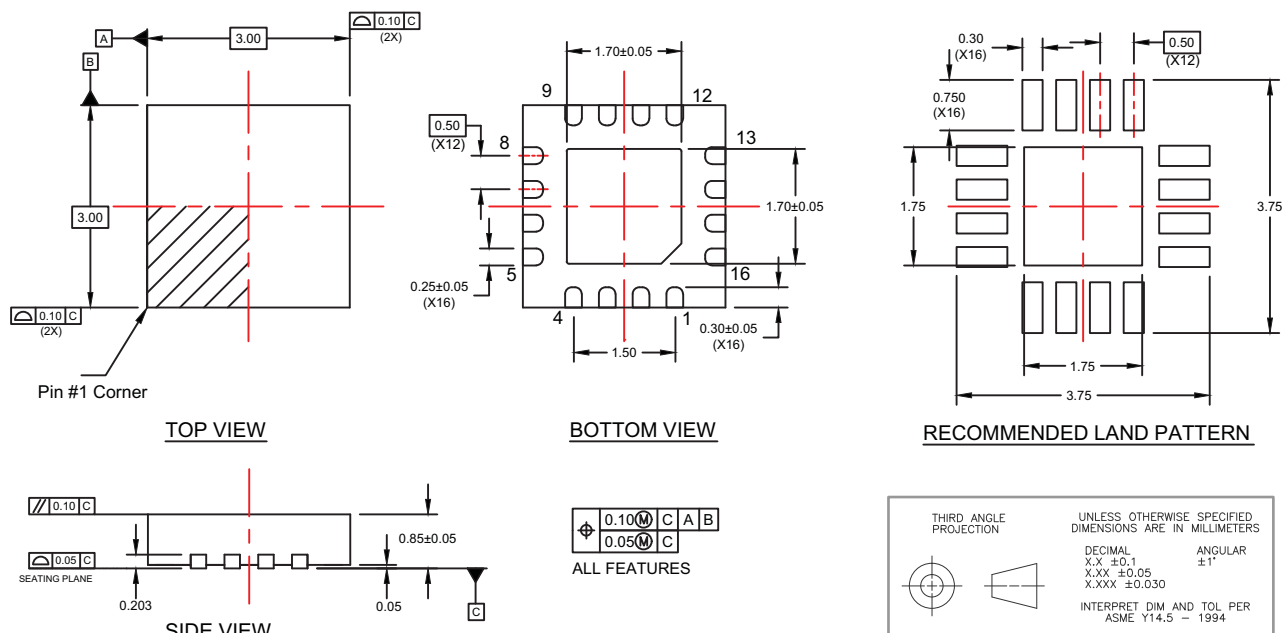 ⌓ 0.10 C
(2X)
A
3.00
B
3.00
⌓ 0.10 C
(2X)
Pin #1 Corner
TOP VIEW
1.70±0.05
9
12
0.50
(X12)
8
13
1.70±0.05
5
16
0.25±0.05
(X16)
4
1
0.30±0.05
(X16)
1.50
BOTTOM VIEW
0.30
(X16)
0.50
(X12)
0.750
(X16)
1.75
3.75
1.75
3.75
RECOMMENDED LAND PATTERN
// 0.10 C
0.85±0.05
⌓ 0.05 C
SEATING PLANE
0.203
0.05
C
SIDE VIEW
⌖ 0.10 Ⓜ C A B
0.05 Ⓜ C
ALL FEATURES
THIRD ANGLE
PROJECTION
UNLESS OTHERWISE SPECIFIED
DIMENSIONS ARE IN MILLIMETERS
DECIMAL
X.X ±0.1
X.XX ±0.05
X.XXX ±0.030
ANGULAR
±1°
INTERPRET DIM AND TOL PER
ASME Y14.5 – 1994